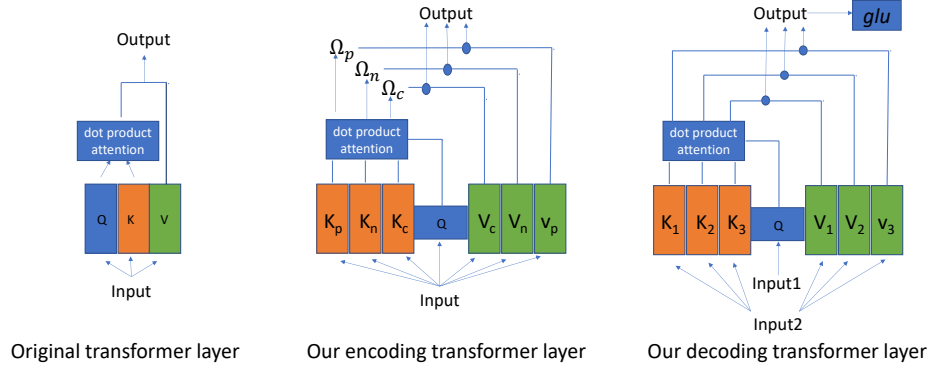 Output
dot product
attention
Q
K
V
Input
Original transformer layer
Output
Ωp
Ωn
Ωc
dot product
attention
Kp
Kn
Kc
Q
Vc
Vn
vp
Input
Our encoding transformer layer
Output
glu
dot product
attention
K1
K2
K3
Q
V1
V2
v3
Input1
Input2
Our decoding transformer layer